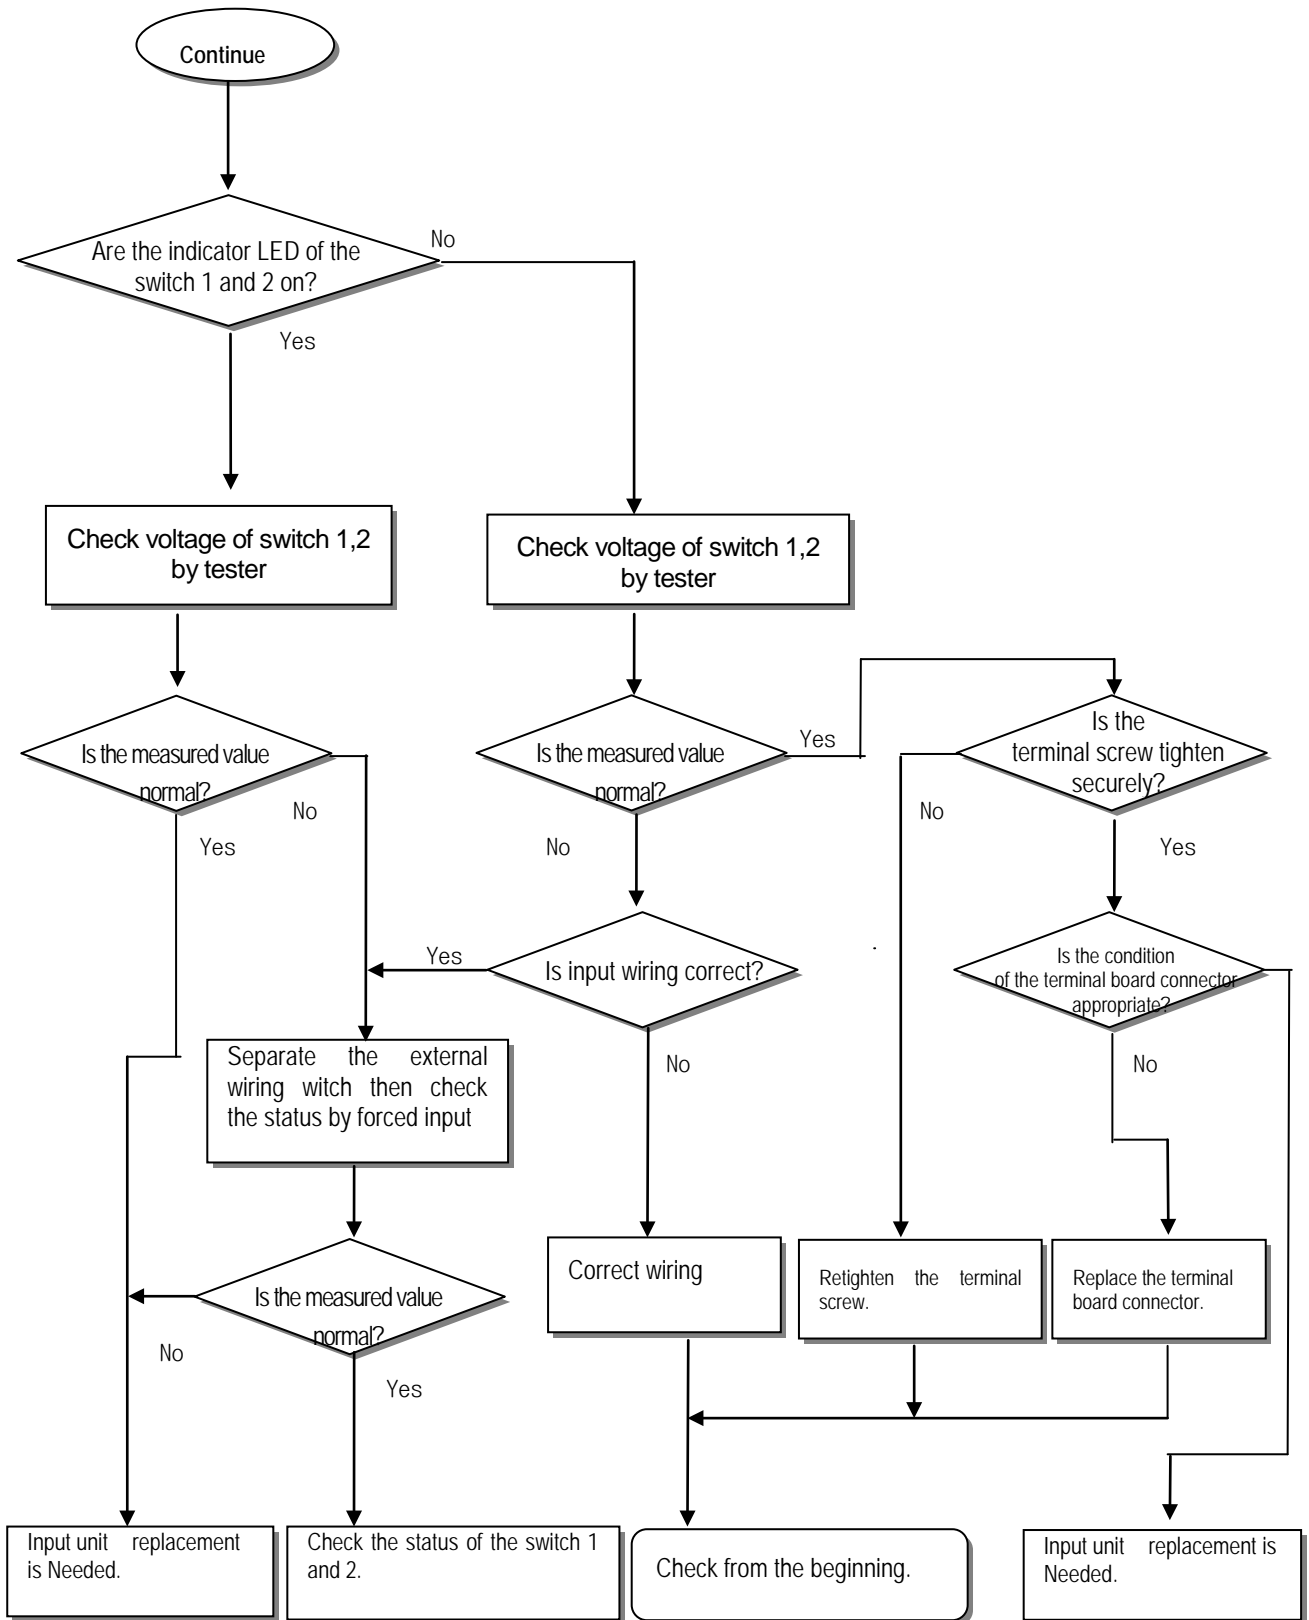 Continue
Are the indicator LED of the
switch 1 and 2 on?
No
Yes
Check voltage of switch 1,2
by tester
Check voltage of switch 1,2
by tester
Is the measured value
normal?
No
Yes
Is the measured value
normal?
Yes
No
Is the
terminal screw tighten
securely?
No
Yes
Is input wiring correct?
Yes
No
Is the condition
of the terminal board connector
appropriate?
No
Separate the external
wiring witch then check
the status by forced input
Is the measured value
normal?
No
Yes
Correct wiring
Retighten the terminal
screw.
Replace the terminal
board connector.
Input unit replacement
is Needed.
Check the status of the switch 1
and 2.
Check from the beginning.
Input unit replacement is
Needed.